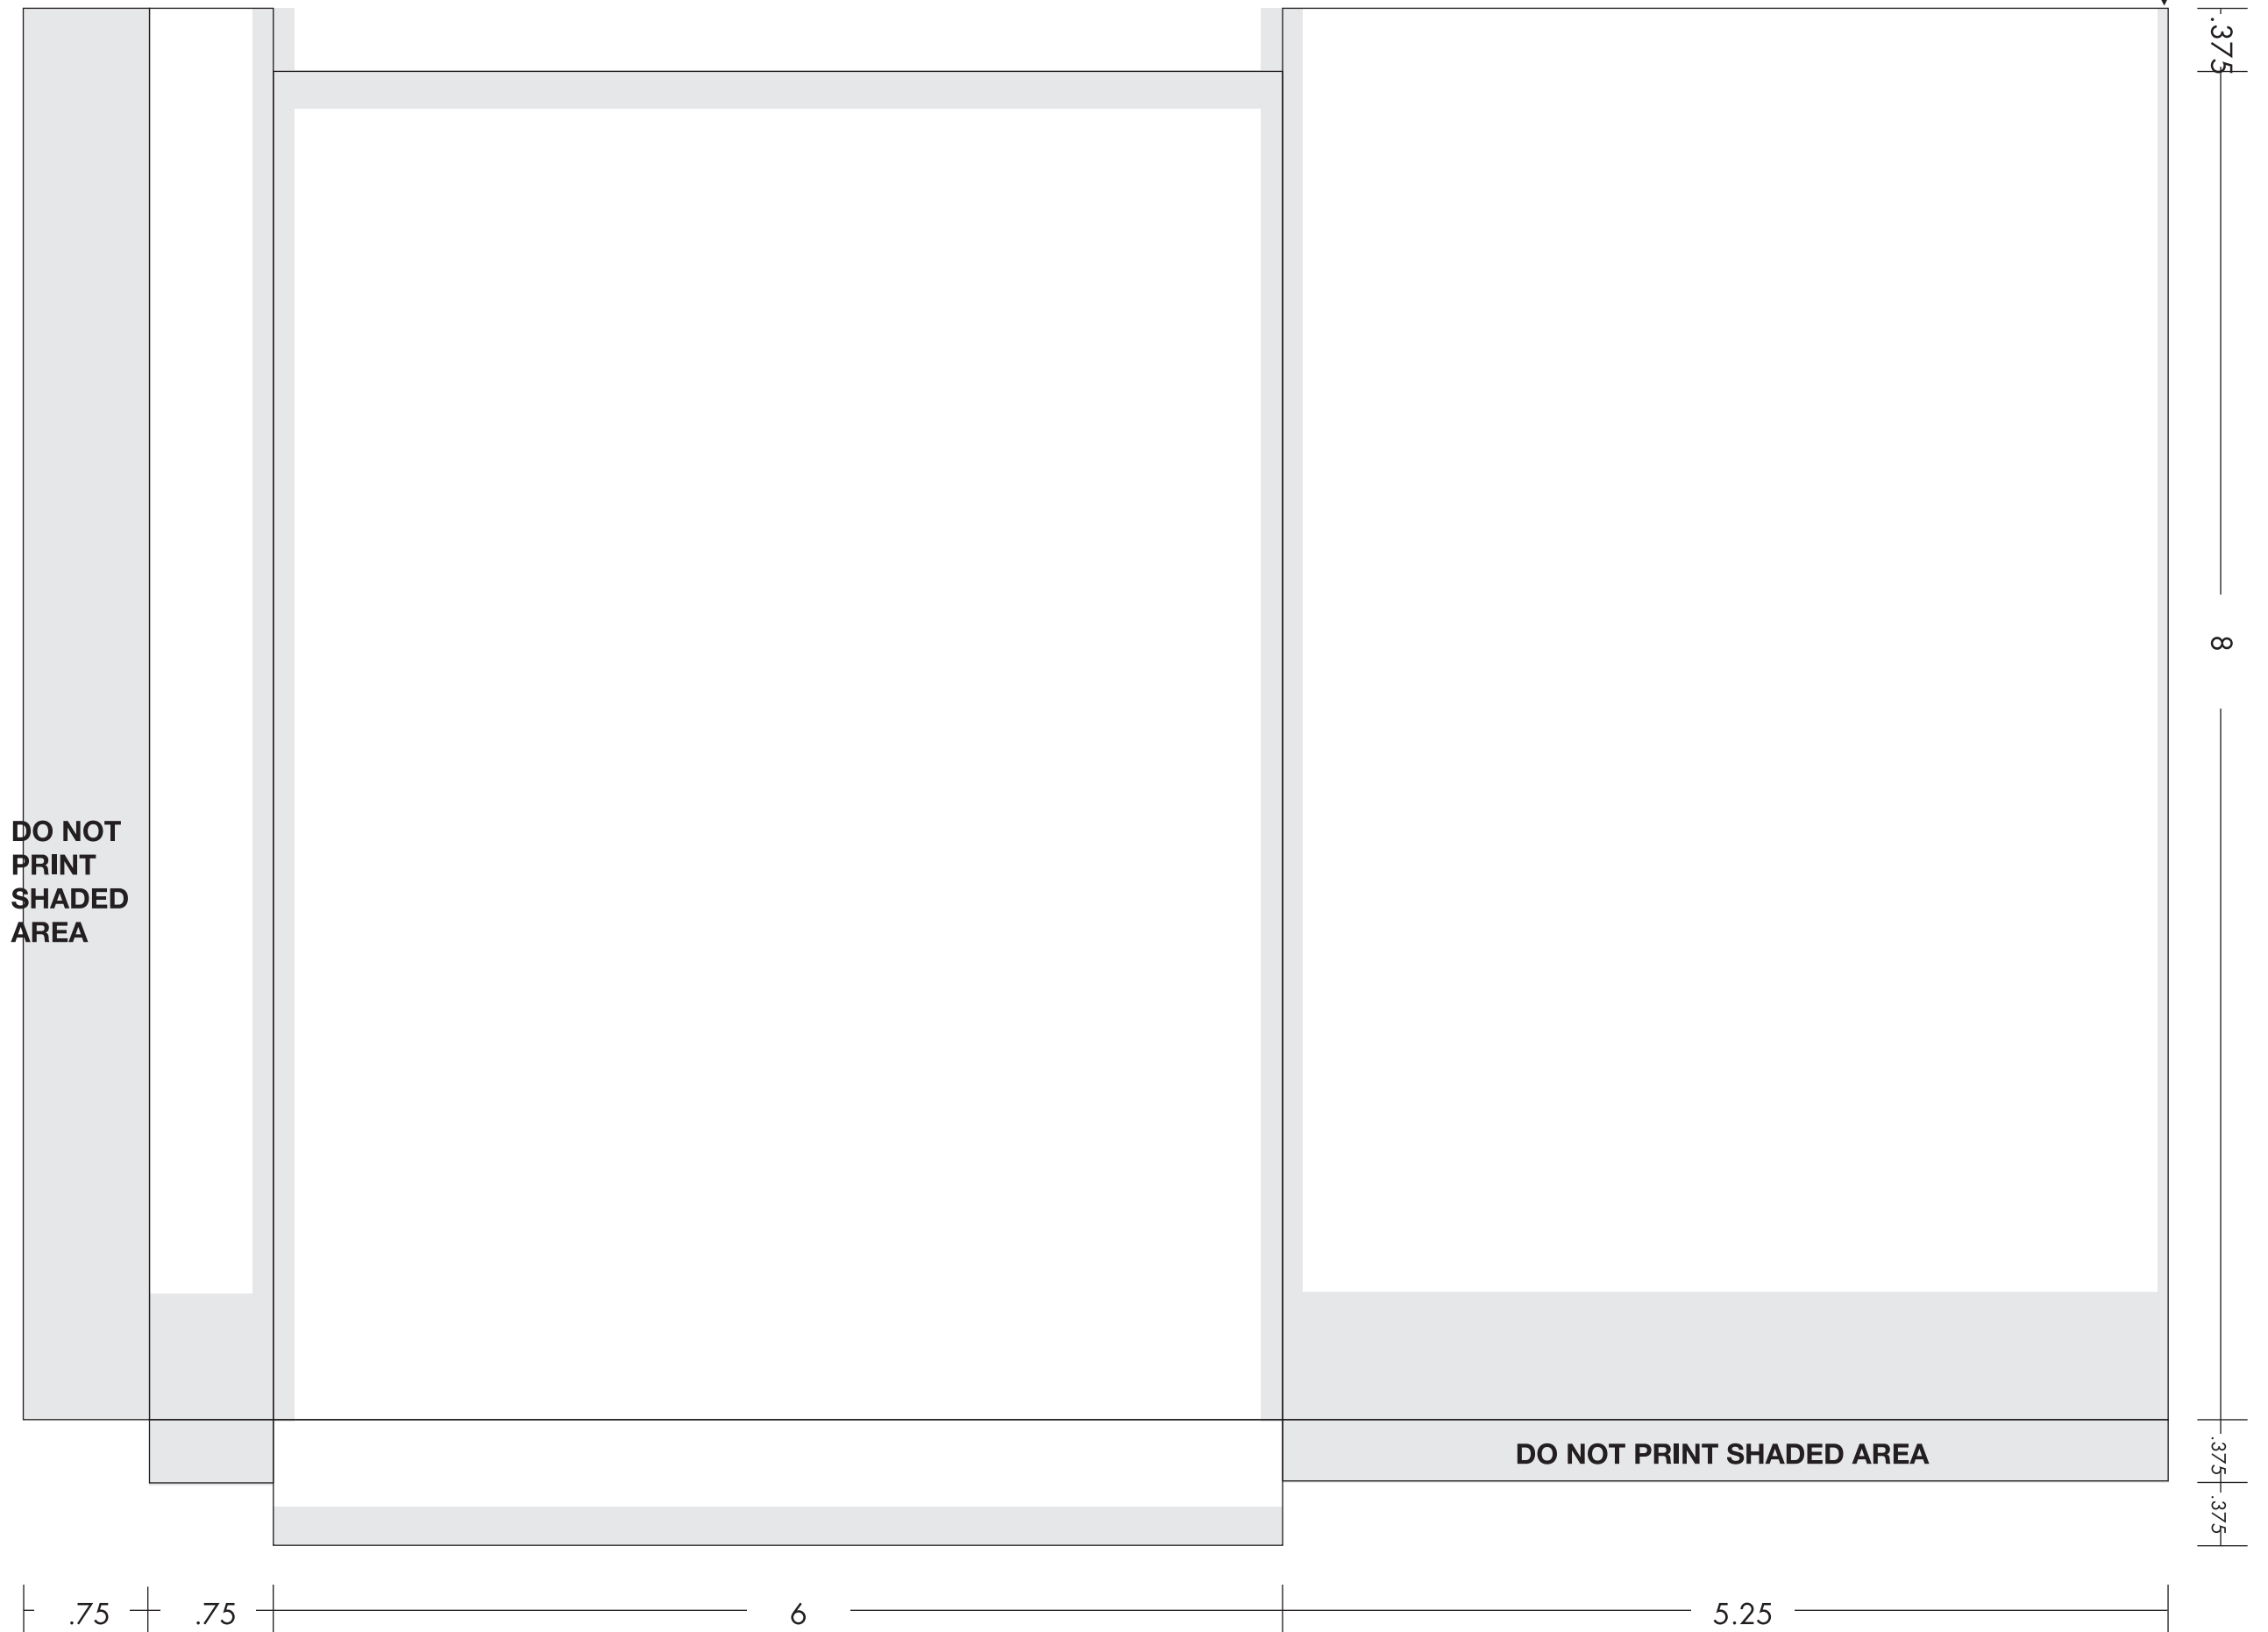 .375
8
DO NOT
PRINT
SHADED
AREA
DO NOT PRINT SHADED AREA
.375
.375
.75
.75
6
5.25